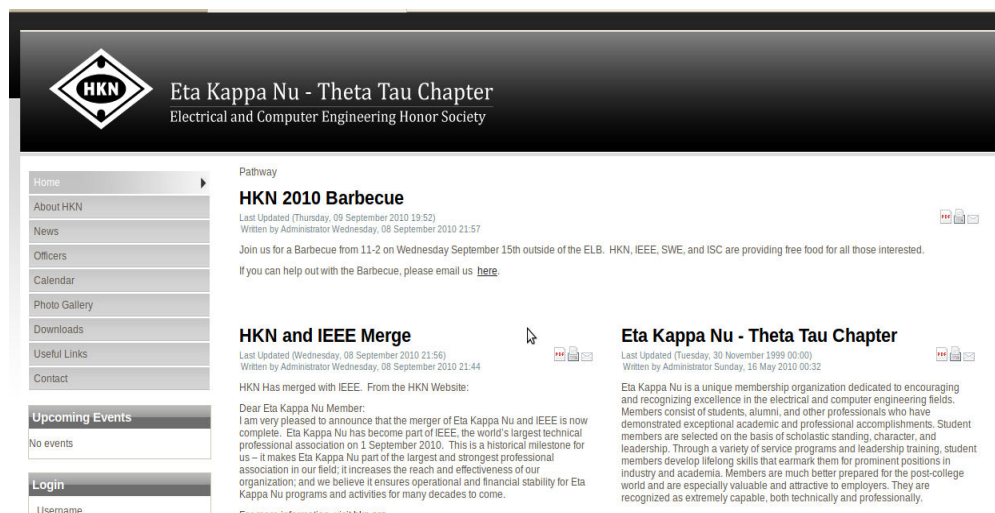 HKN
Eta Kappa Nu - Theta Tau Chapter
Electrical and Computer Engineering Honor Society
Home
About HKN
News
Officers
Calendar
Photo Gallery
Downloads
Useful Links
Contact
Upcoming Events
No events
Login
Username
Pathway
HKN 2010 Barbecue
Last Updated (Thursday, 09 September 2010 19:52)
Written by Administrator Wednesday, 08 September 2010 21:57
Join us for a Barbecue from 11-2 on Wednesday September 15th outside of the ELB. HKN, IEEE, SWE, and ISC are providing free food for all those interested.
If you can help out with the Barbecue, please email us here.
HKN and IEEE Merge
Last Updated (Wednesday, 08 September 2010 21:56)
Written by Administrator Wednesday, 08 September 2010 21:44
HKN Has merged with IEEE. From the HKN Website:
Dear Eta Kappa Nu Member:
I am very pleased to announce that the merger of Eta Kappa Nu and IEEE is now
complete. Eta Kappa Nu has become part of IEEE, the world's largest technical
professional association on 1 September 2010. This is a historical milestone for
us – it makes Eta Kappa Nu part of the largest and strongest professional
association in our field; it increases the reach and effectiveness of our
organization; and we believe it ensures operational and financial stability for Eta
Kappa Nu programs and activities for many decades to come.
For more information, visit hkn.org
Eta Kappa Nu - Theta Tau Chapter
Last Updated (Tuesday, 30 November 1999 00:00)
Written by Administrator Sunday, 16 May 2010 00:32
Eta Kappa Nu is a unique membership organization dedicated to encouraging
and recognizing excellence in the electrical and computer engineering fields.
Members consist of students, alumni, and other professionals who have
demonstrated exceptional academic and professional accomplishments. Student
members are selected on the basis of scholastic standing, character, and
leadership. Through a variety of service programs and leadership training, student
members develop lifelong skills that earmark them for prominent positions in
industry and academia. Members are much better prepared for the post-college
world and are especially valuable and attractive to employers. They are
recognized as extremely capable, both technically and professionally.